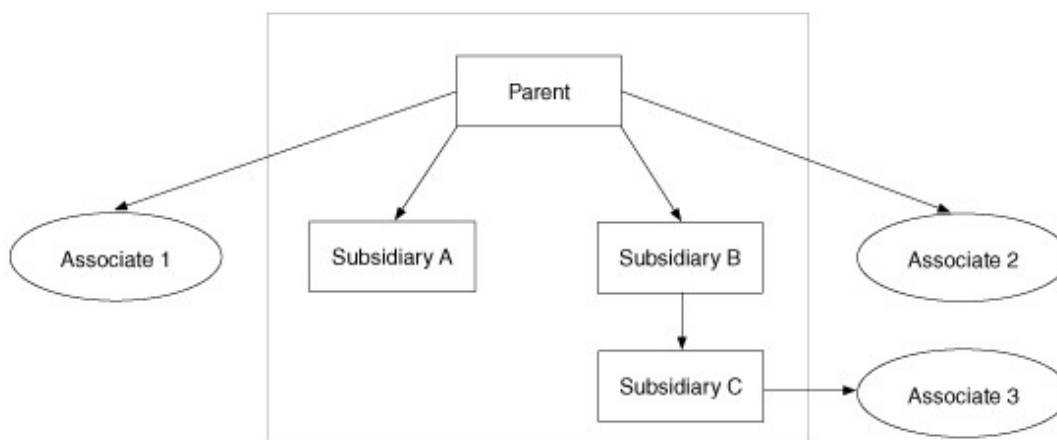 Parent
Associate 1
Subsidiary A
Subsidiary B
Associate 2
Subsidiary C
Associate 3